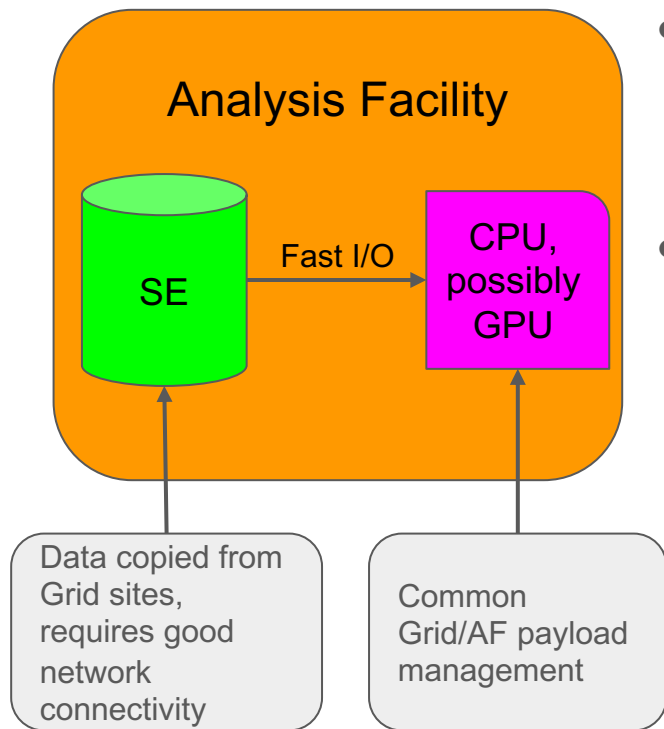 Analysis Facility
SE
Fast I/O
CPU,
possibly
GPU
Data copied from
Grid sites,
requires good
network
connectivity
Common
Grid/AF payload
management